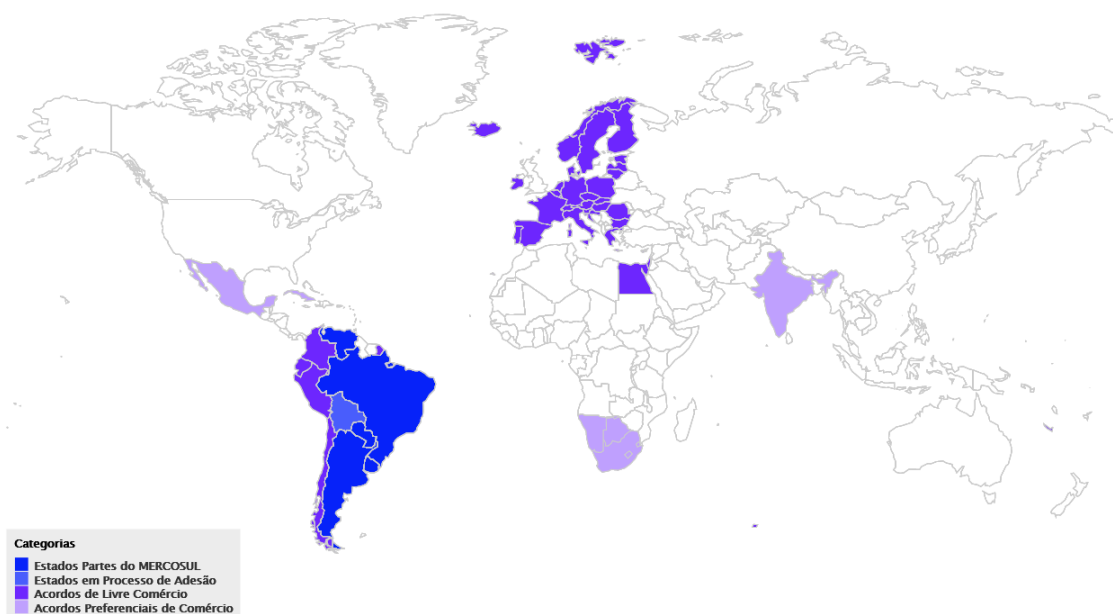 Categorias
Estados Partes do MERCOSUL
Estados em Processo de Adesão
Acordos de Livre Comércio
Acordos Preferenciais de Comércio